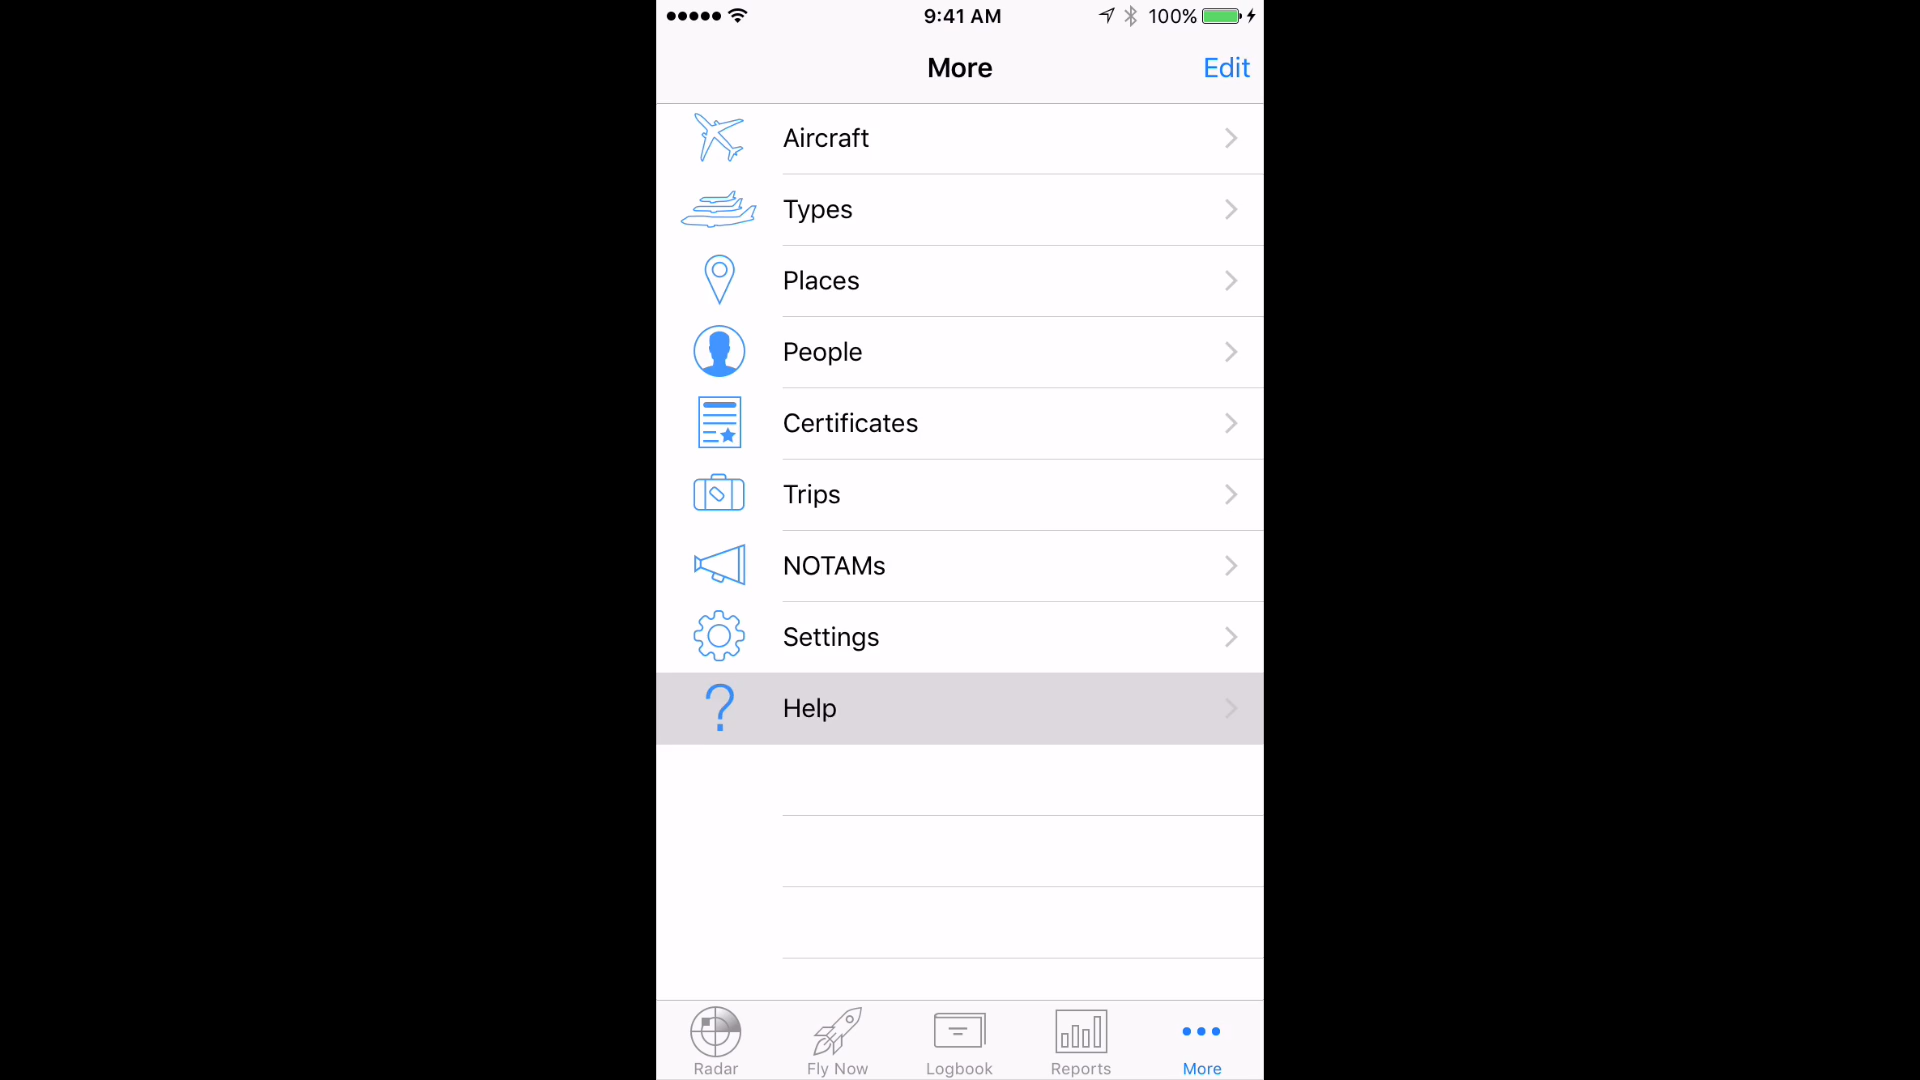 9:41 AM 100%
More Edit
Aircraft
Types
Places
People
Certificates
Trips
NOTAMs
Settings
Help
Radar Fly Now Logbook Reports More